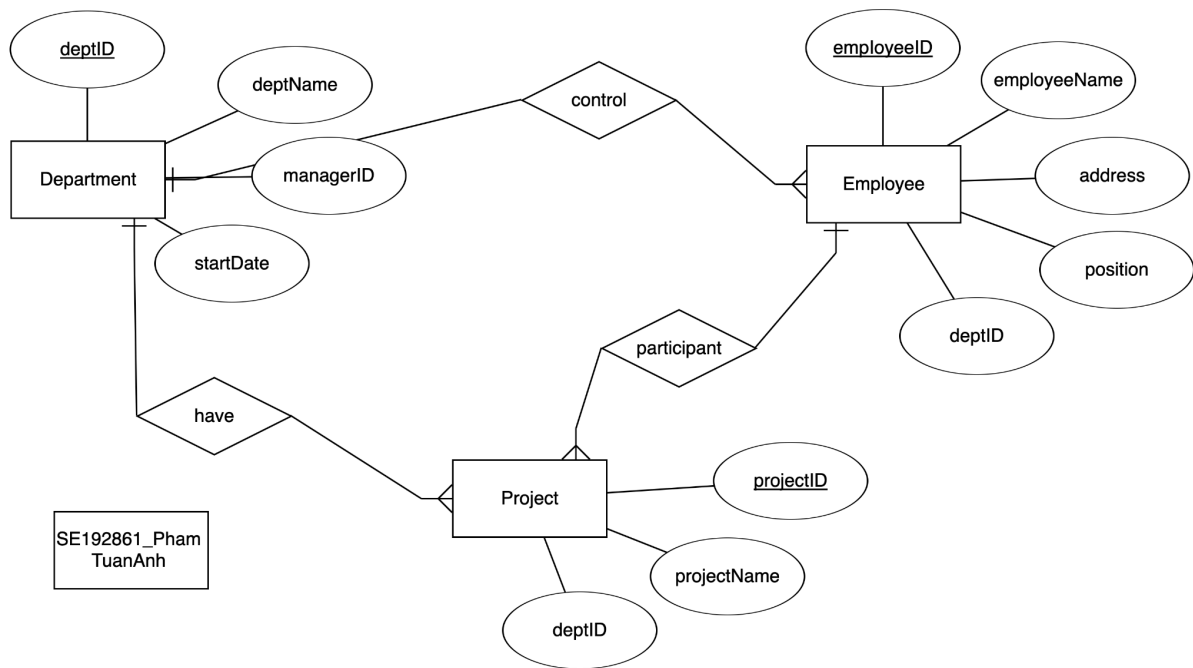 deptID
deptName
managerID
startDate
Department
control
employeeID
employeeName
address
position
deptID
Employee
participant
have
Project
projectID
projectName
deptID
SE192861_Pham
TuanAnh